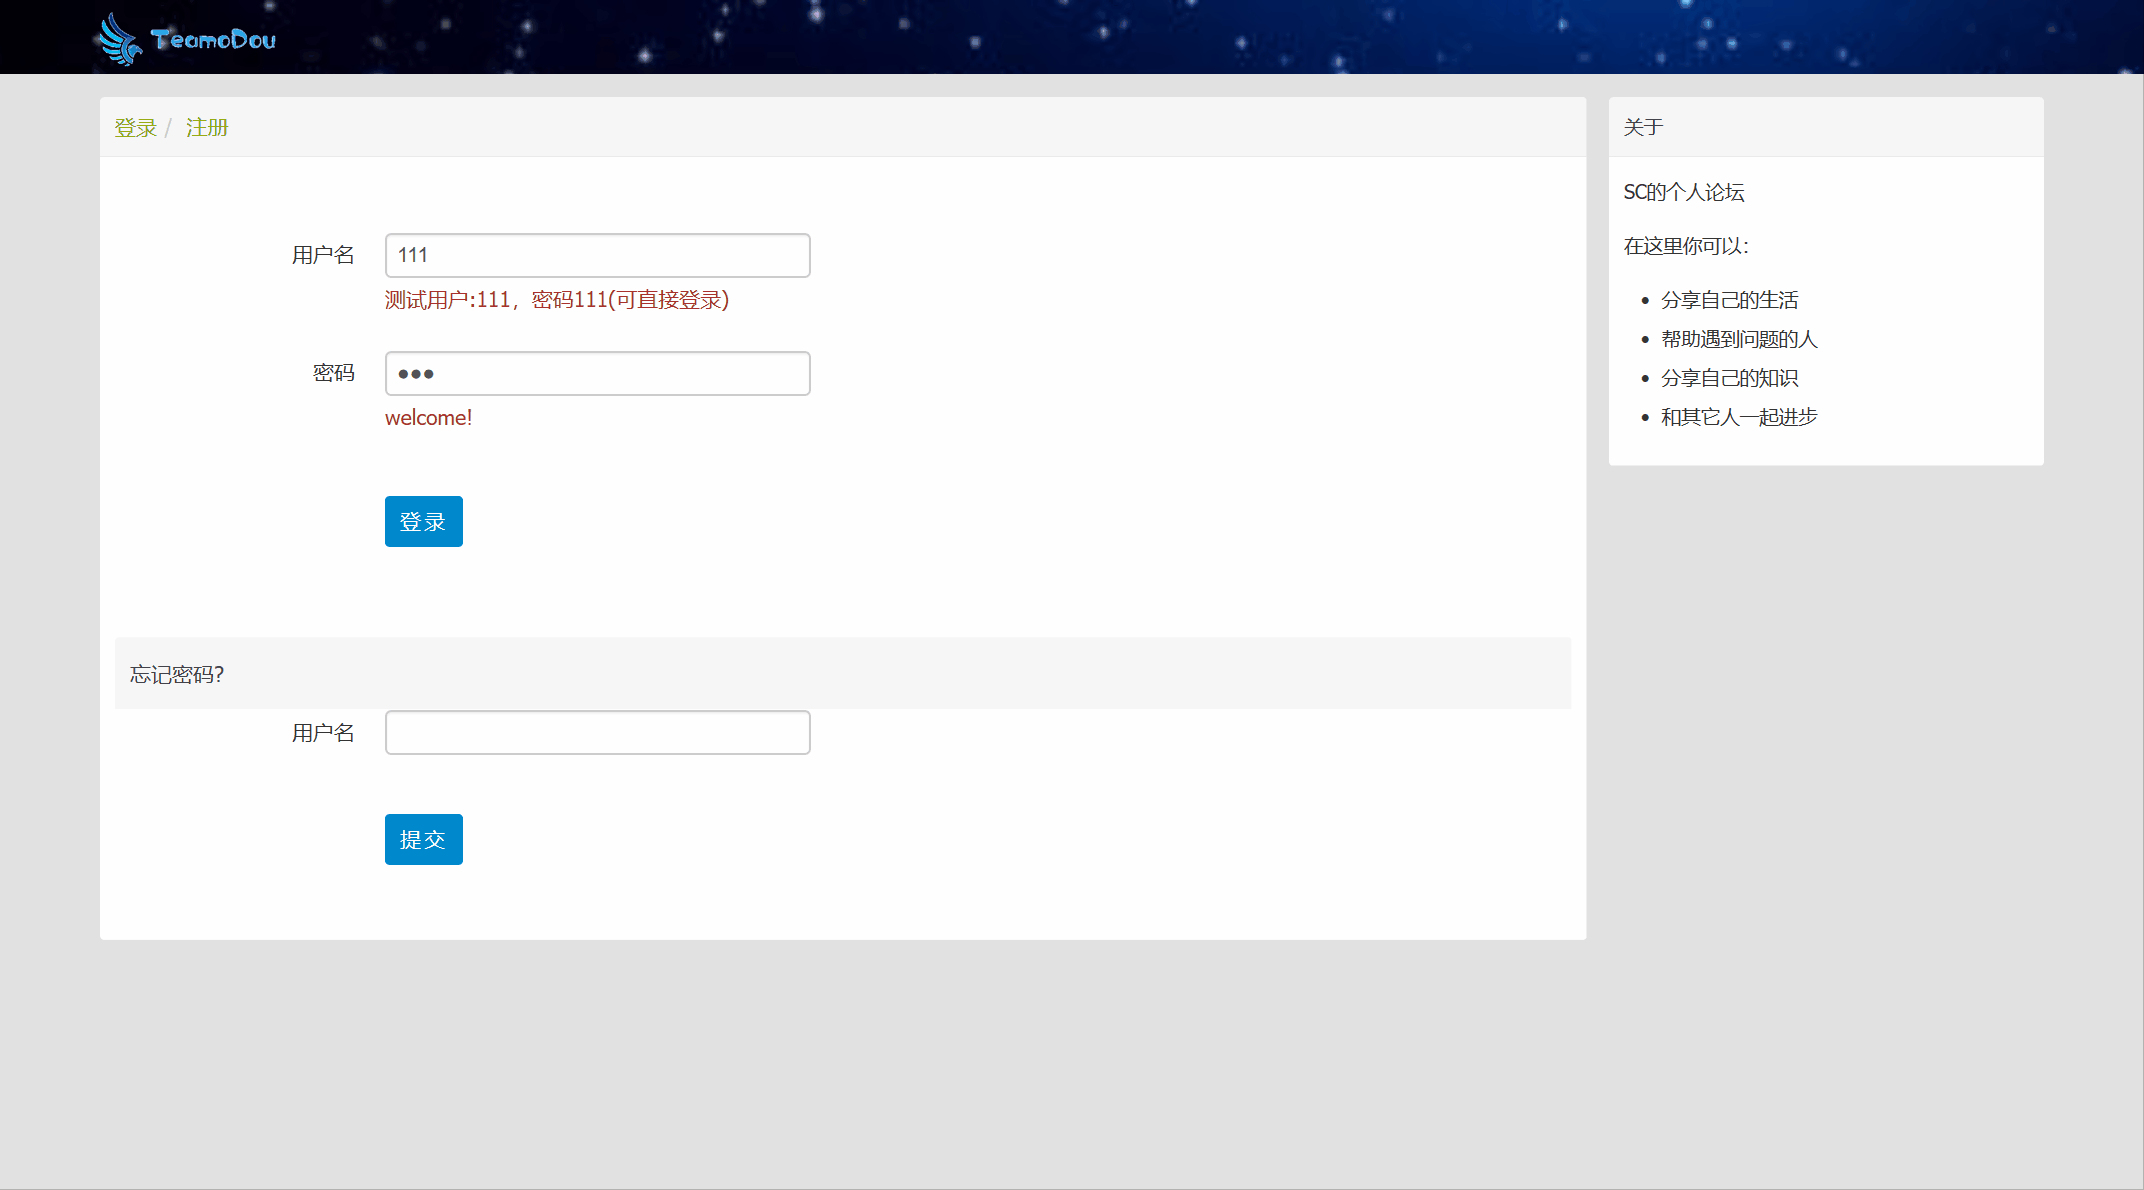 TeamoDou
登录 / 注册
用户名 111
测试用户:111，密码111(可直接登录)
密码 ●●●
welcome!
登录
忘记密码?
用户名
提交
关于
SC的个人论坛
在这里你可以：
• 分享自己的生活
• 帮助遇到问题的人
• 分享自己的知识
• 和其它人一起进步